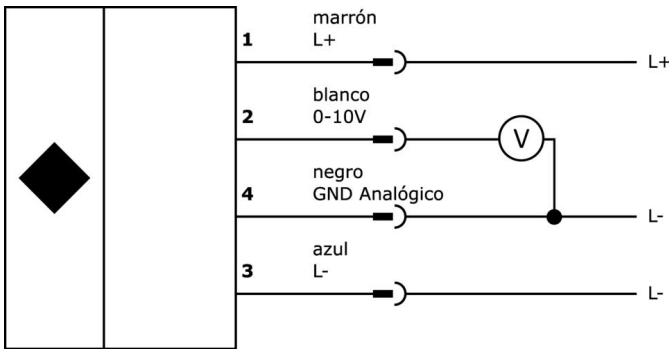 marrón
1 L+
L+
blanco
2 0-10V
V
negro
4 GND Analógico
L-
azul
3 L-
L-